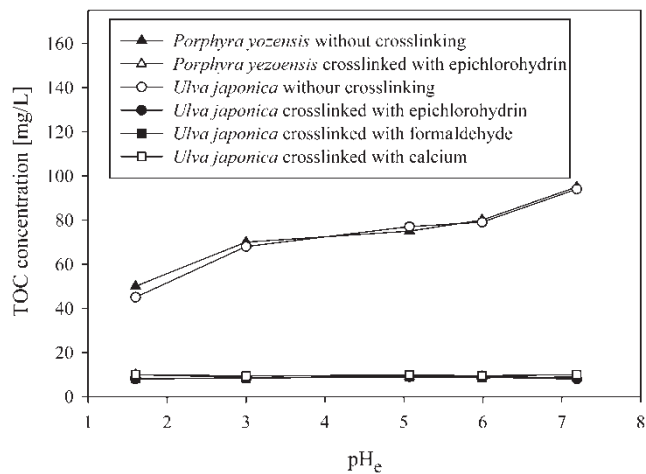 Porphyra yozensis without crosslinking
Porphyra yezoensis crosslinked with epichlorohydrin
Ulva japonica withour crosslinking
Ulva japonica crosslinked with epichlorohydrin
Ulva japonica crosslinked with formaldehyde
Ulva japonica crosslinked with calcium
TOC concentration [mg/L]
160
140
120
100
80
60
40
20
0
1 2 3 4 5 6 7 8
pHe